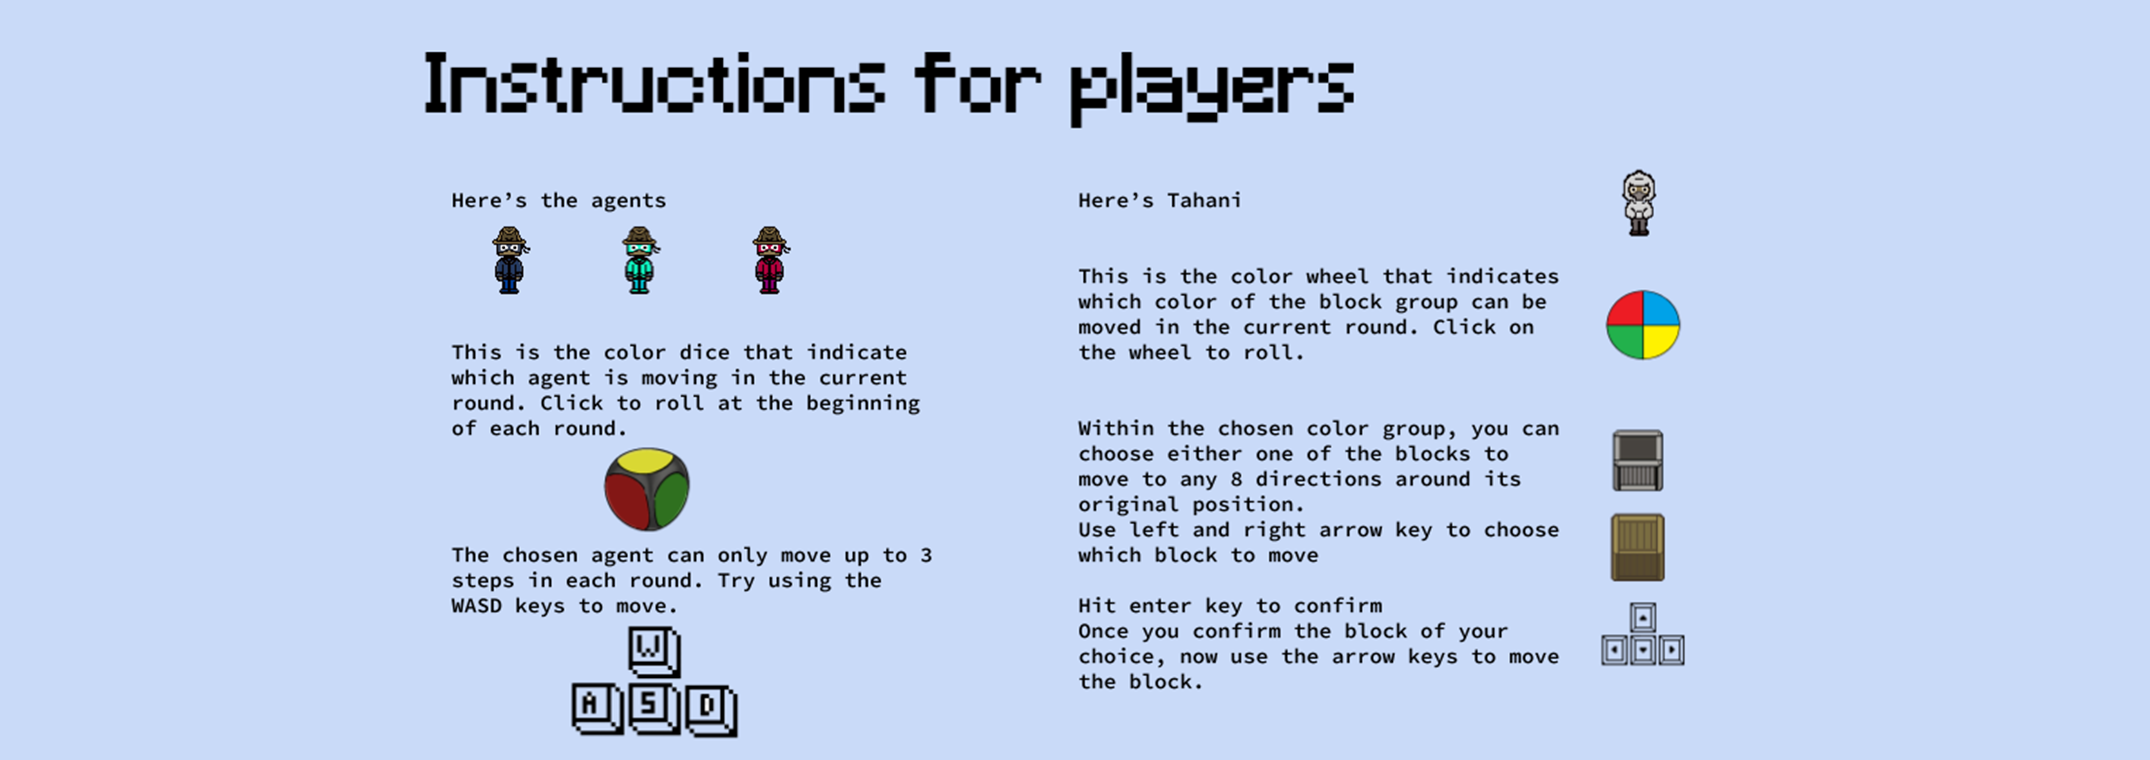 Instructions for players
Here’s the agents
This is the color dice that indicate
which agent is moving in the current
round. Click to roll at the beginning
of each round.
The chosen agent can only move up to 3
steps in each round. Try using the
WASD keys to move.
W
A S D
Here’s Tahani
This is the color wheel that indicates
which color of the block group can be
moved in the current round. Click on
the wheel to roll.
Within the chosen color group, you can
choose either one of the blocks to
move to any 8 directions around its
original position.
Use left and right arrow key to choose
which block to move
Hit enter key to confirm
Once you confirm the block of your
choice, now use the arrow keys to move
the block.